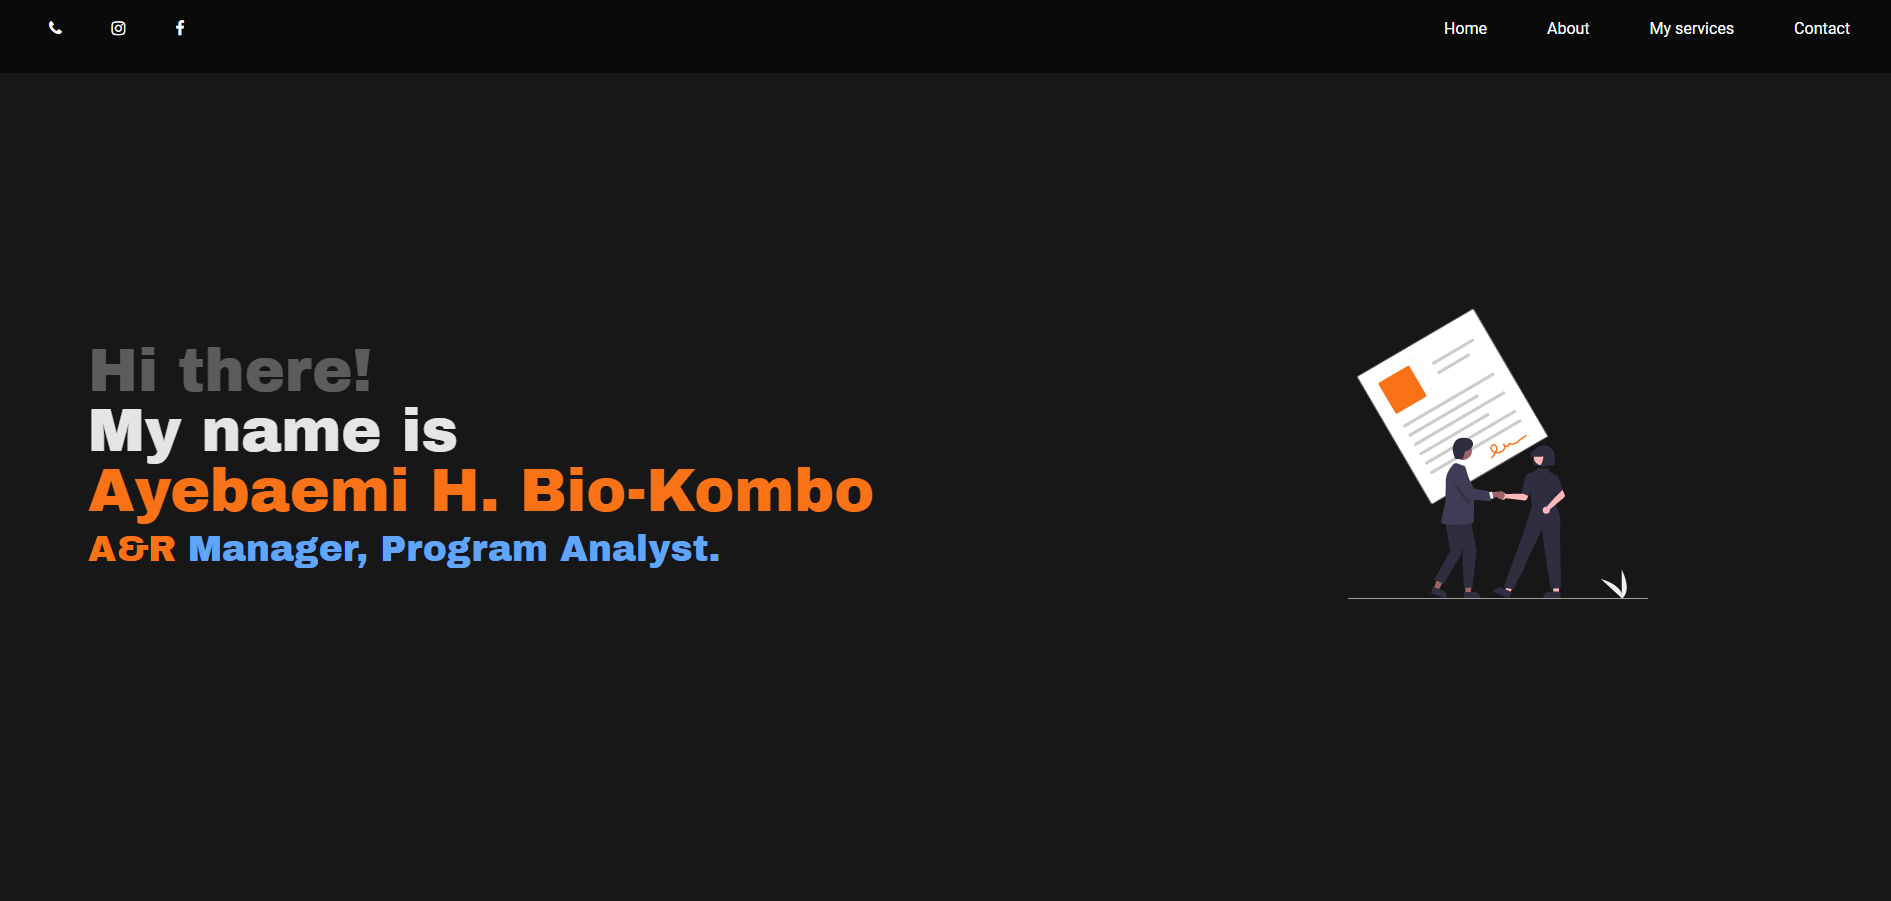 Home About My services Contact
Hi there!
My name is
Ayebaemi H. Bio-Kombo
A&R Manager, Program Analyst.